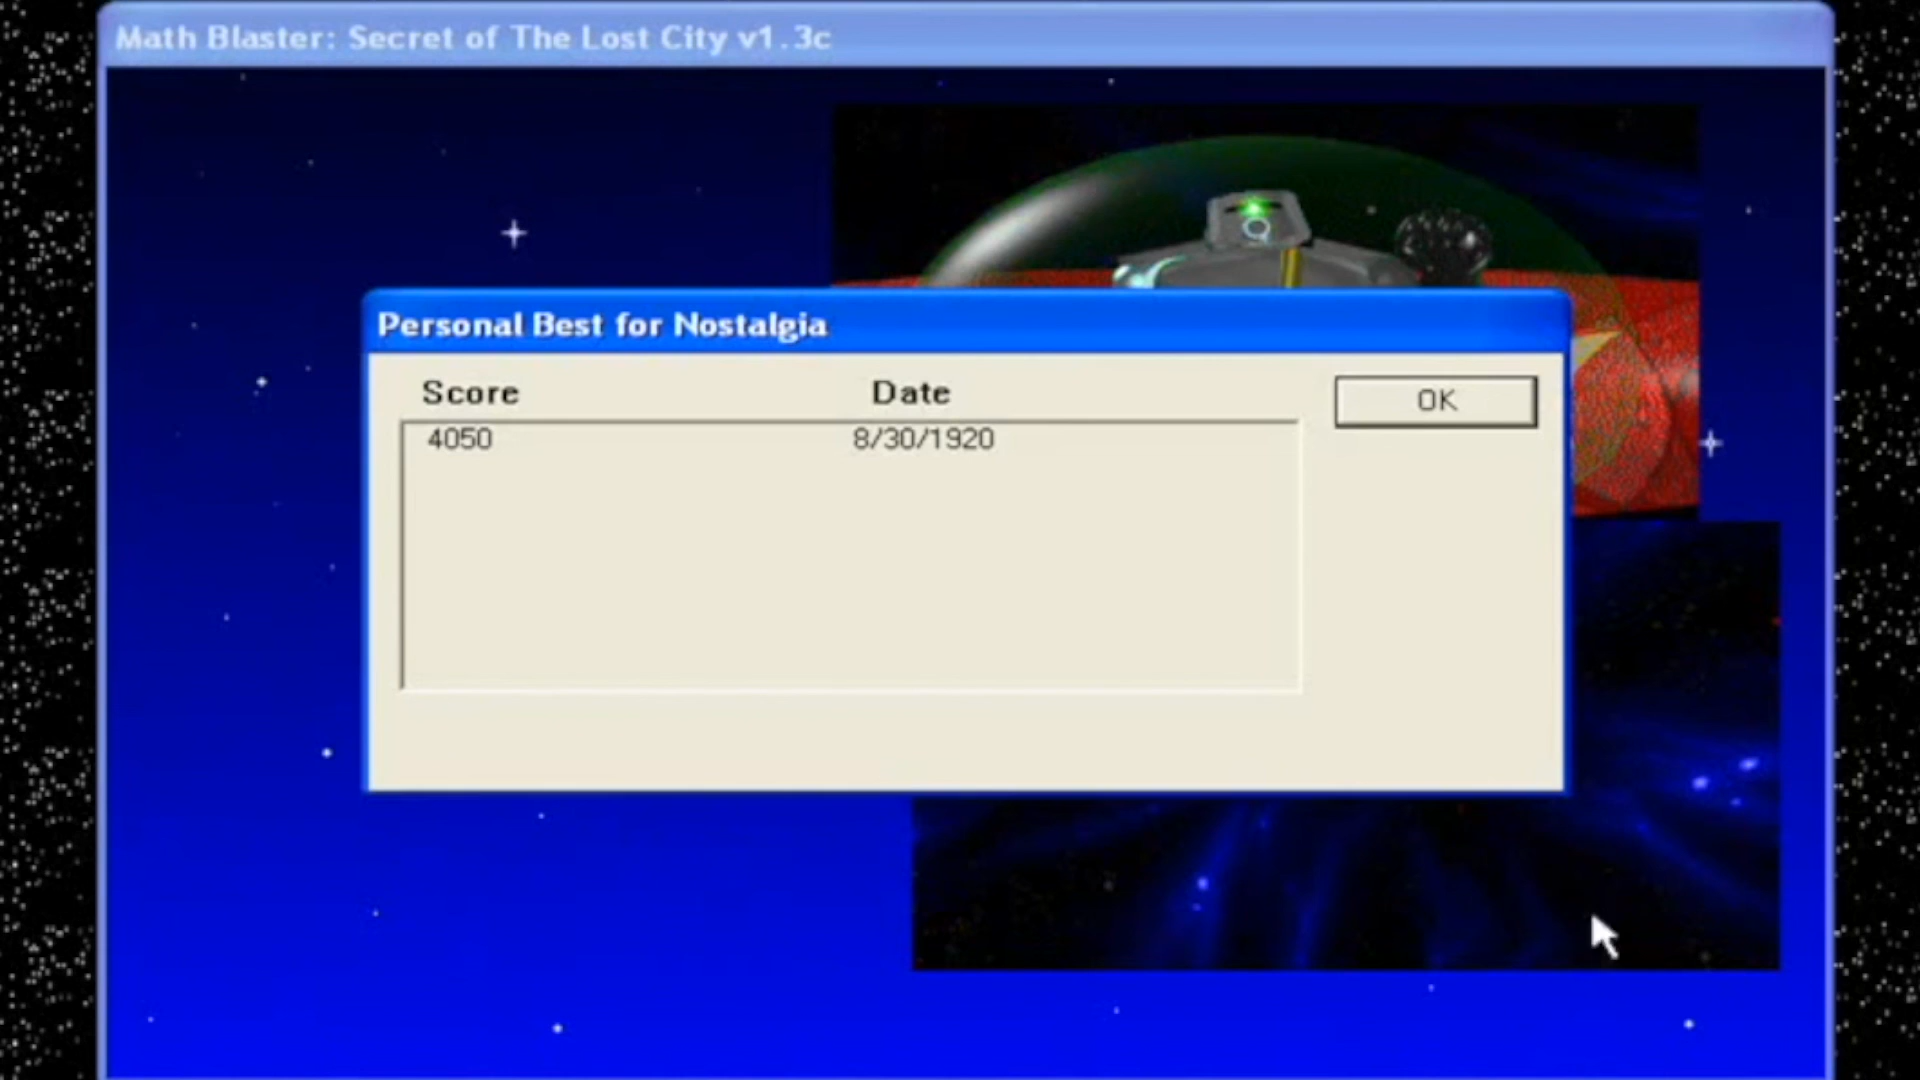 Math Blaster: Secret of The Lost City v1.3c
Personal Best for Nostalgia
Score Date
OK
4050 8/30/1920